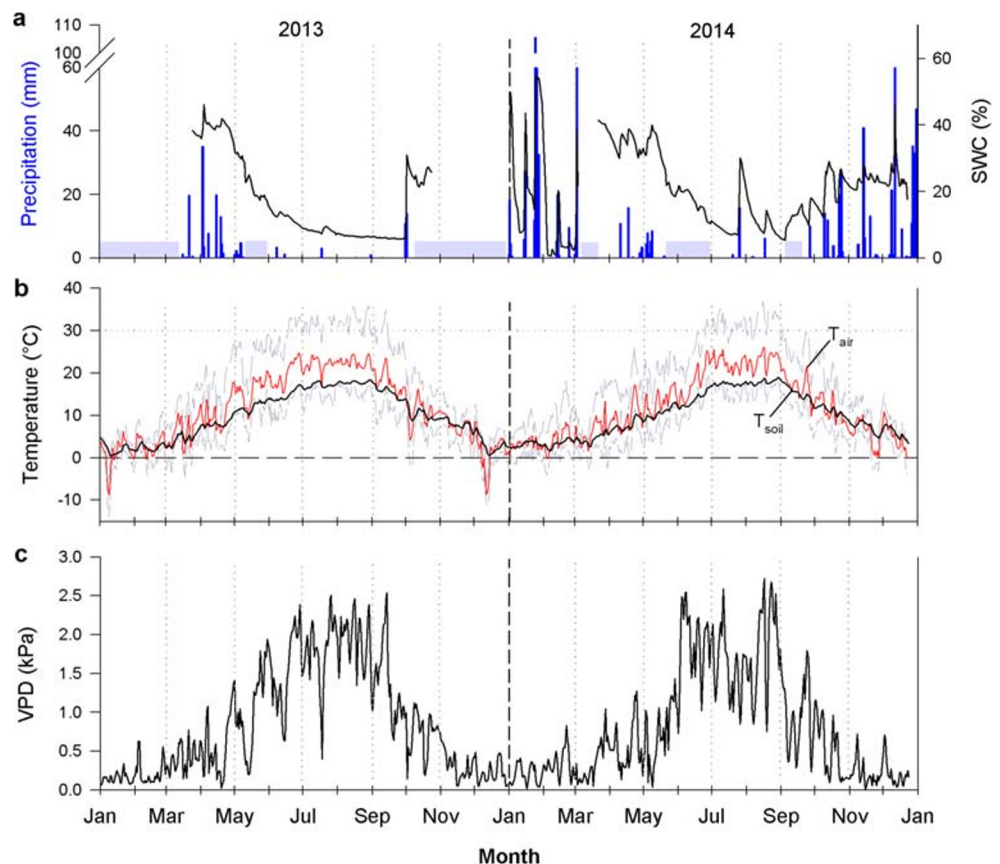 a
2013
2014
110
100
60
40
20
0
Precipitation (mm)
60
40
20
0
SWC (%)
b
40
30
20
10
0
-10
Temperature (°C)
Tair
Tsoil
c
3.0
2.5
2.0
1.5
1.0
0.5
0.0
VPD (kPa)
Jan Mar May Jul Sep Nov Jan Mar May Jul Sep Nov Jan
Month